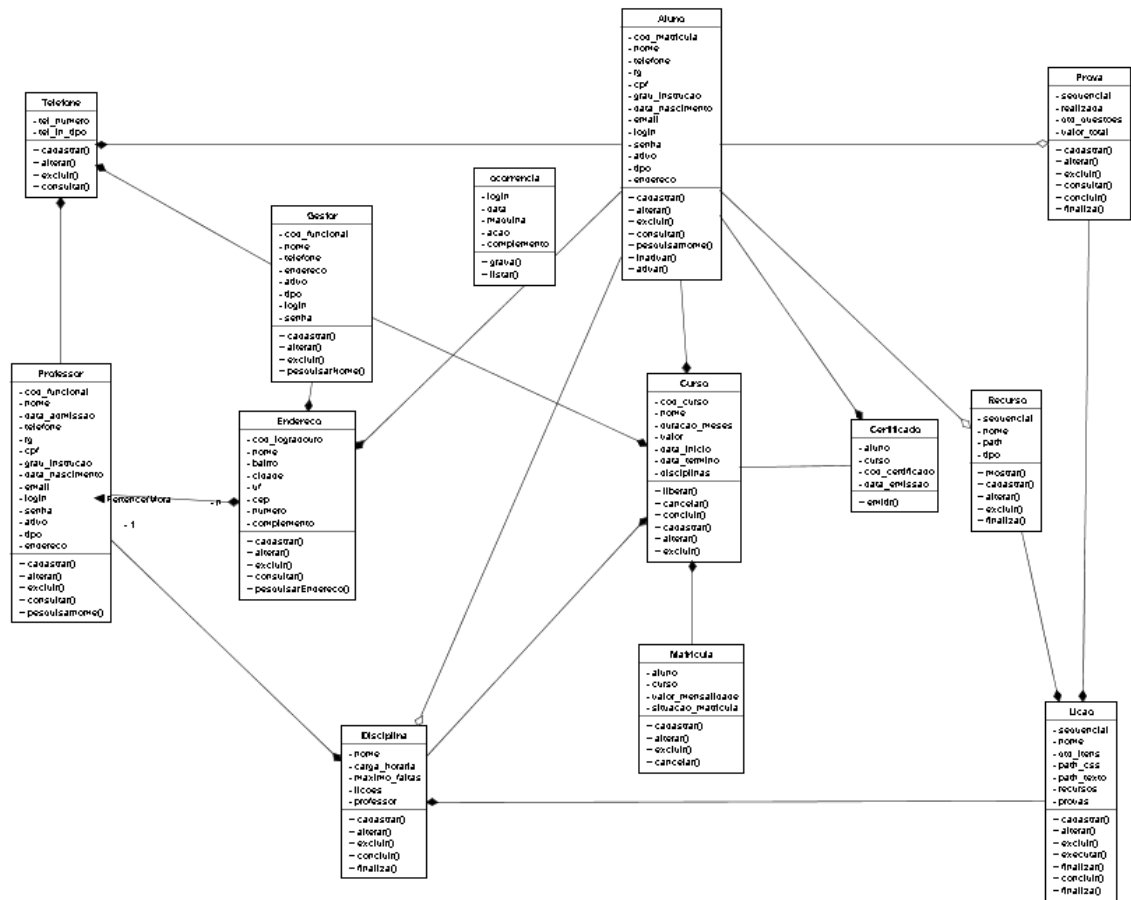 Aluno
- cod_matricula
- nome
- telefone
- rg
- cpf
- grau_instrucao
- data_nascimento
- email
- login
- senha
- ativo
- tipo
- endereco
− cadastrar()
− alterar()
− excluir()
− consultar()
− pesquisarnome()
− inativar()
− ativar()
Prova
- sequencial
- realizada
- qtd_questoes
- valor_total
− cadastrar()
− alterar()
− excluir()
− consultar()
− concluir()
− finaliza()
Telefone
- tel_numero
- tel_in_tipo
− cadastrar()
− alterar()
− excluir()
− consultar()
ocorrencia
- login
- data
- maquina
- acao
- complemento
− grava()
− listar()
Gestor
- cod_funcional
- nome
- telefone
- endereco
- ativo
- tipo
- login
- senha
− cadastrar()
− alterar()
− excluir()
− pesquisarNome()
Professor
- cod_funcional
- nome
- data_admissao
- telefone
- rg
- cpf
- grau_instrucao
- data_nascimento
- email
- login
- senha
- ativo
- tipo
- endereco
− cadastrar()
− alterar()
− excluir()
− consultar()
− pesquisarnome()
- n
- 1
Endereco
- cod_logradouro
- nome
- bairro
- cidade
- uf
- cep
- numero
- complemento
− cadastrar()
− alterar()
− excluir()
− consultar()
− pesquisarEndereco()
Curso
- cod_curso
- nome
- duracao_meses
- valor
- data_inicio
- data_termino
- disciplinas
− liberar()
− cancelar()
− concluir()
− cadastrar()
− alterar()
− excluir()
Certificado
- aluno
- curso
- cod_certificado
- data_emissao
− emitir()
Recurso
- sequencial
- nome
- path
- tipo
− mostrar()
− cadastrar()
− alterar()
− excluir()
− finaliza()
Matricula
- aluno
- curso
- valor_mensalidade
- situacao_matricula
− cadastrar()
− alterar()
− excluir()
− cancelar()
Disciplina
- nome
- carga_horaria
- maximo_faltas
- licoes
- professor
− cadastrar()
− alterar()
− excluir()
− concluir()
− finaliza()
Licao
- sequencial
- nome
- qtd_itens
- path_css
- path_texto
- recursos
- provas
− cadastrar()
− alterar()
− excluir()
− executar()
− finalizar()
− concluir()
− finaliza()